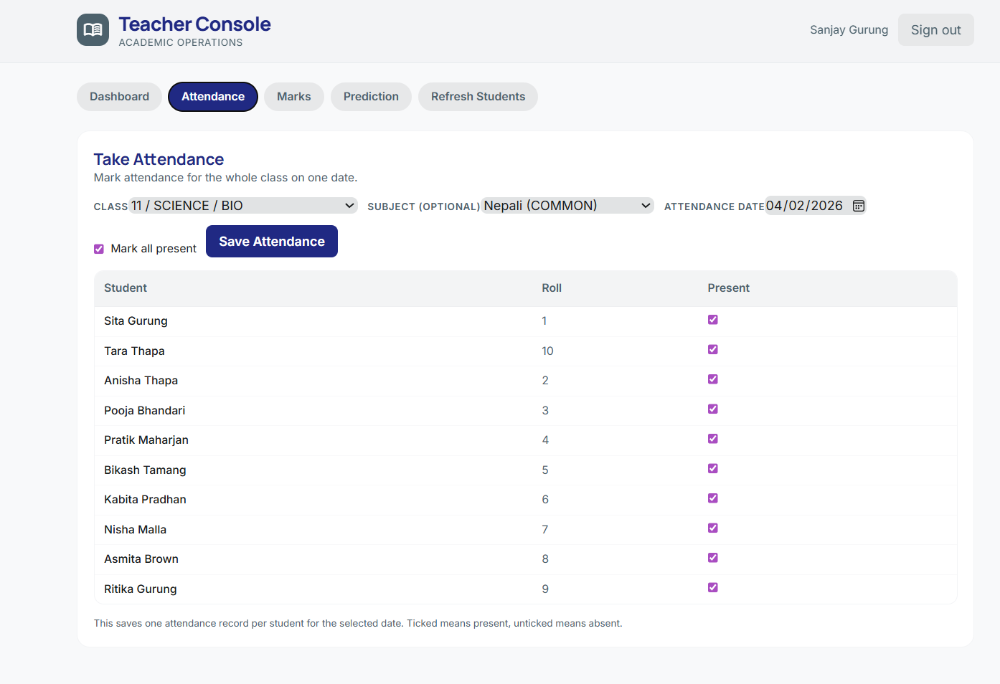 Teacher Console
ACADEMIC OPERATIONS
Sanjay Gurung
Sign out
Dashboard
Attendance
Marks
Prediction
Refresh Students
Take Attendance
Mark attendance for the whole class on one date.
CLASS 11 / SCIENCE / BIO SUBJECT (OPTIONAL) Nepali (COMMON) ATTENDANCE DATE 04/02/2026
Mark all present Save Attendance
Student Roll Present
Sita Gurung 1
Tara Thapa 10
Anisha Thapa 2
Pooja Bhandari 3
Pratik Maharjan 4
Bikash Tamang 5
Kabita Pradhan 6
Nisha Malla 7
Asmita Brown 8
Ritika Gurung 9
This saves one attendance record per student for the selected date. Ticked means present, unticked means absent.